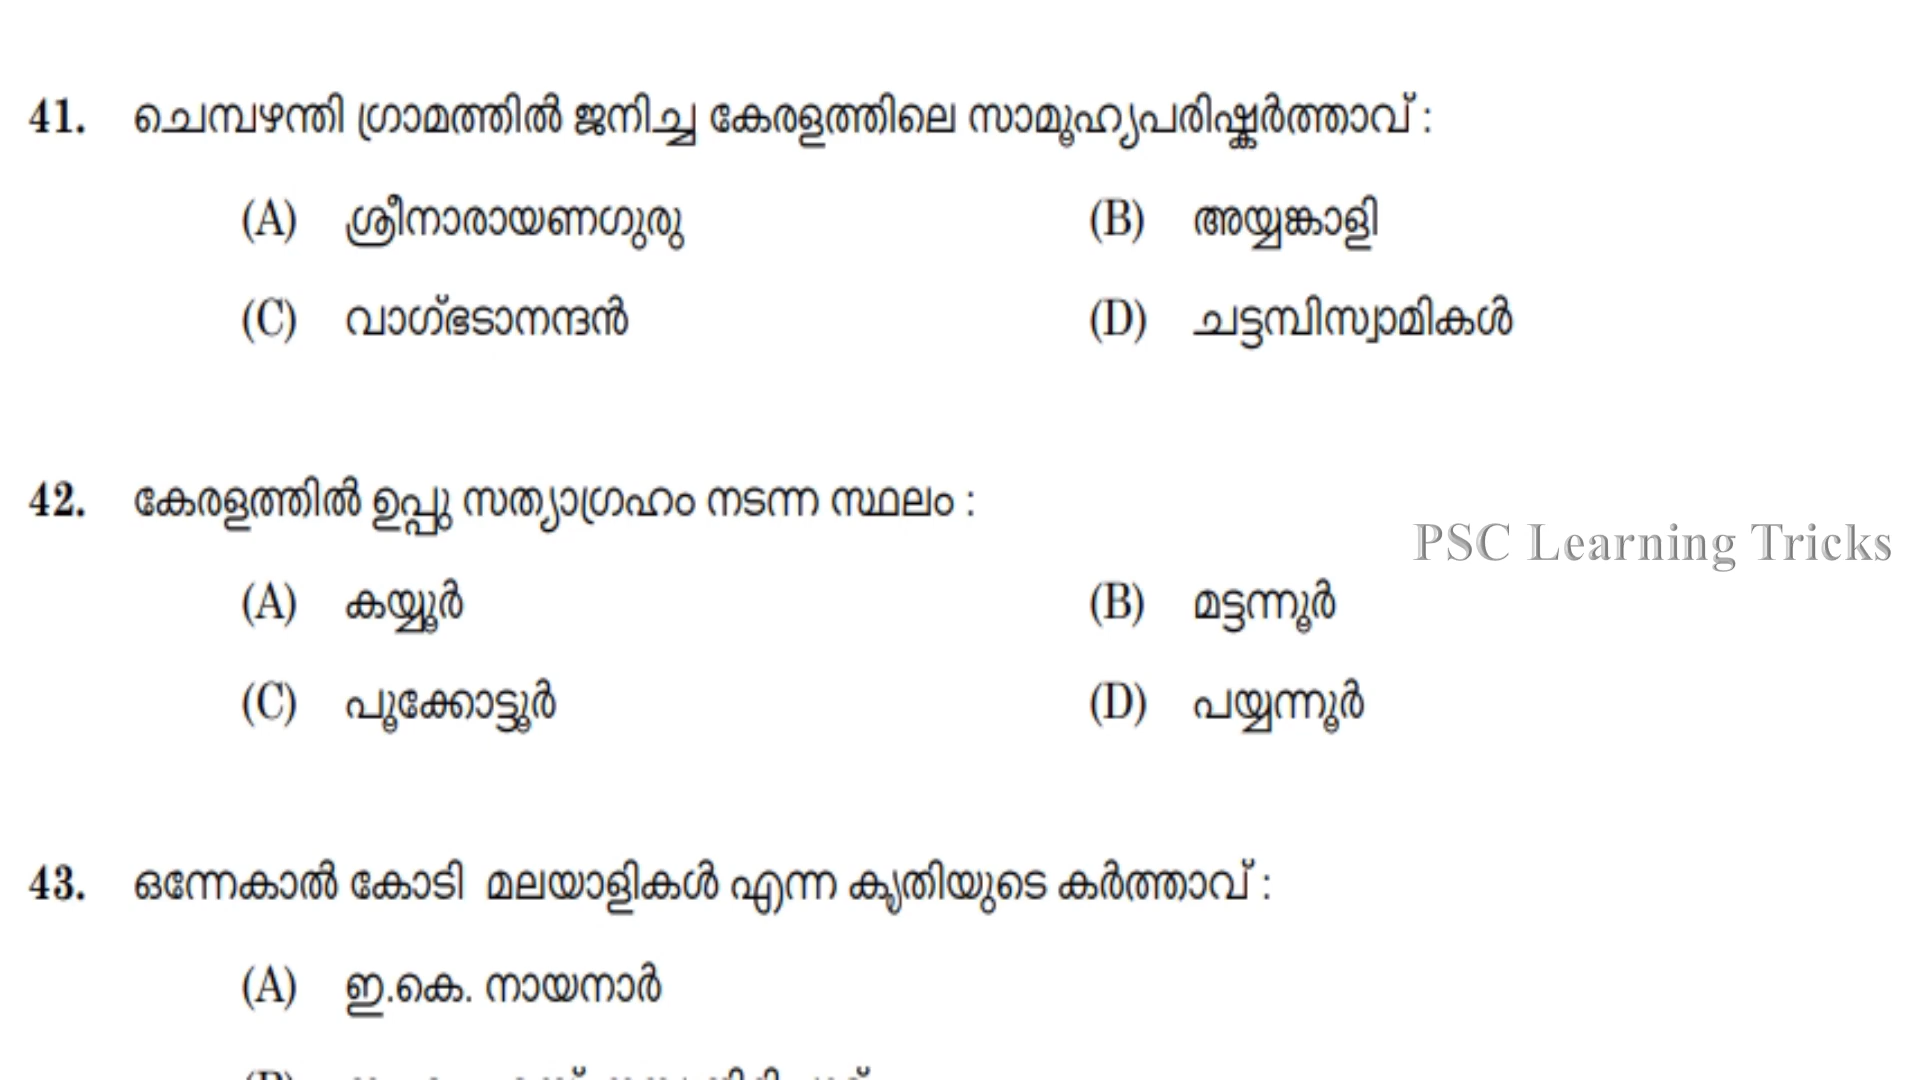 41. ചെമ്പഴന്തി ഗ്രാമത്തിൽ ജനിച്ച കേരളത്തിലെ സാമൂഹ്യപരിഷ്കർത്താവ് :
(A) ശ്രീനാരായണഗുരു (B) അയ്യങ്കാളി
(C) വാഗ്ഭടാനന്ദൻ (D) ചട്ടമ്പിസ്വാമികൾ
42. കേരളത്തിൽ ഉപ്പു സത്യാഗ്രഹം നടന്ന സ്ഥലം :
PSC Learning Tricks
(A) കയ്യൂർ (B) മട്ടന്നൂർ
(C) പൂക്കോട്ടൂർ (D) പയ്യന്നൂർ
43. ഒന്നേകാൽ കോടി മലയാളികൾ എന്ന കൃതിയുടെ കർത്താവ് :
(A) ഇ.കെ. നായനാർ